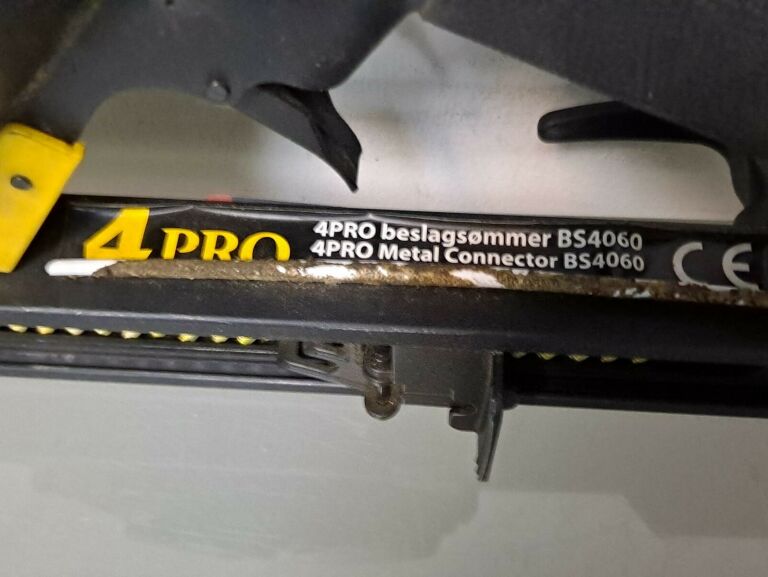 4PRO
4PRO beslagsømmer BS4060
4PRO Metal Connector BS4060
CE